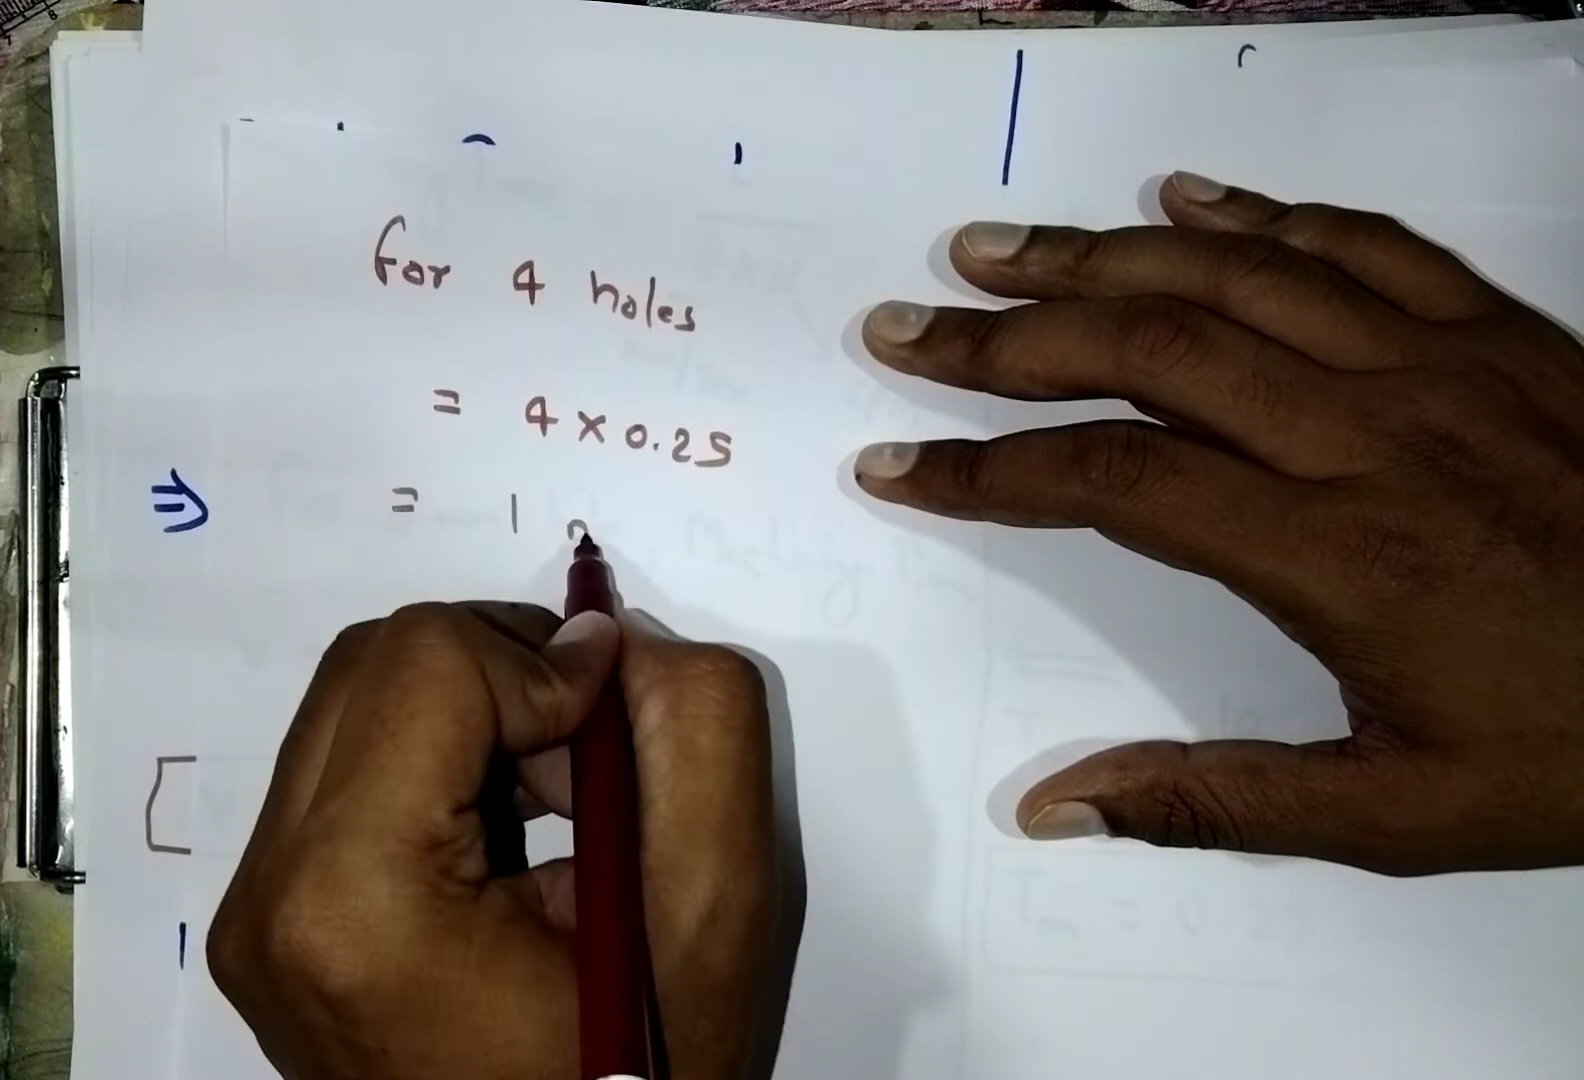 for 4 holes
= 4 × 0.25
⇒ = 1